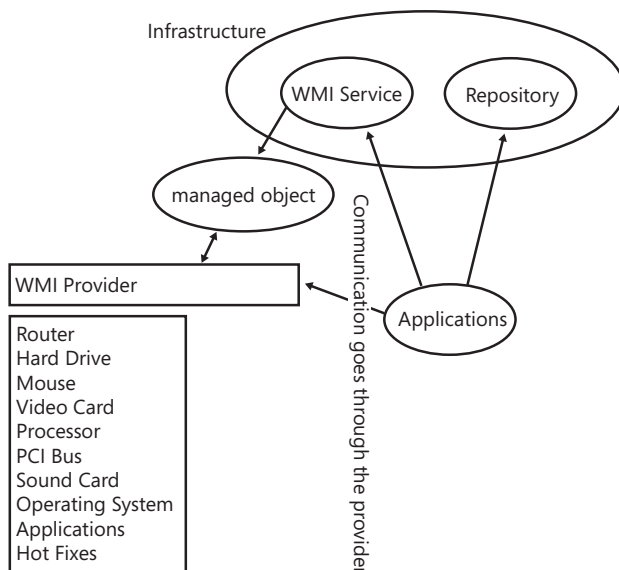 Infrastructure
WMI Service
Repository
managed object
Communication goes through the provider
WMI Provider
Applications
Router
Hard Drive
Mouse
Video Card
Processor
PCI Bus
Sound Card
Operating System
Applications
Hot Fixes